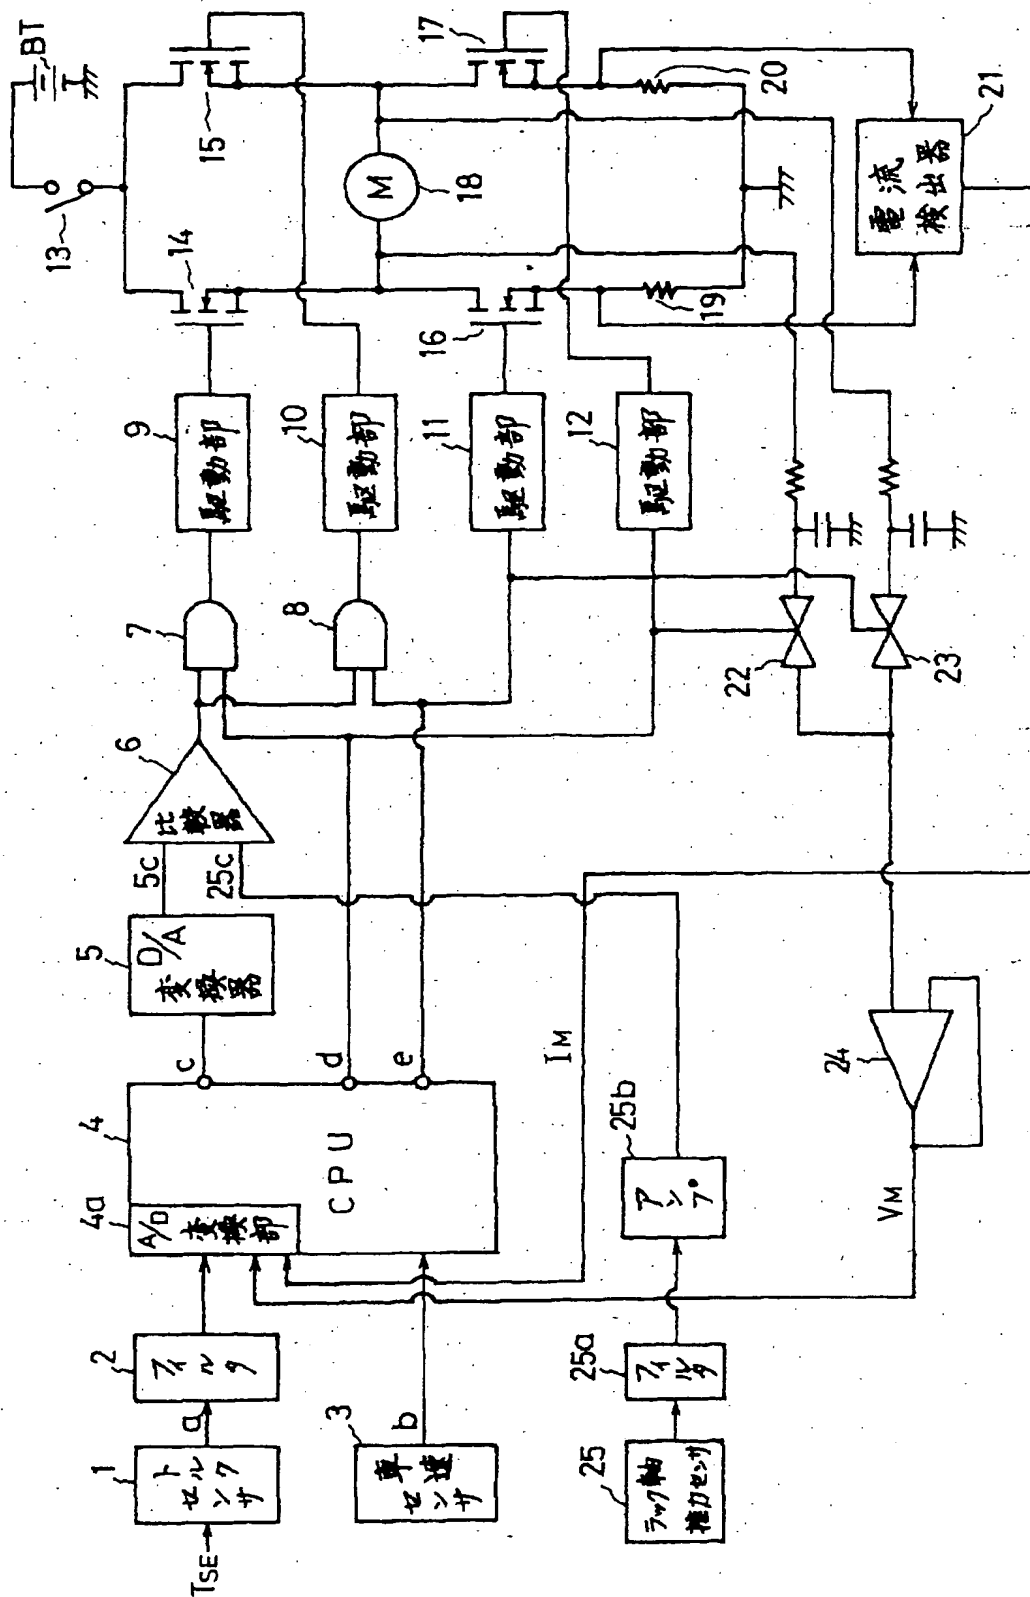 TSE
1
トルク
センサ
a
2
フィルタ
3
車速
センサ
b
4a
A/D
変換部
4
CPU
c
d
e
5
D/A
変換器
5c
25c
6
比較器
7
8
9
駆動部
10
駆動部
11
駆動部
12
駆動部
13
BT
14
15
16
17
M
18
19
20
21
電流
検出器
22
23
24
VM
IM
25
ラック軸
推力センサ
25a
フィルタ
25b
アンプ